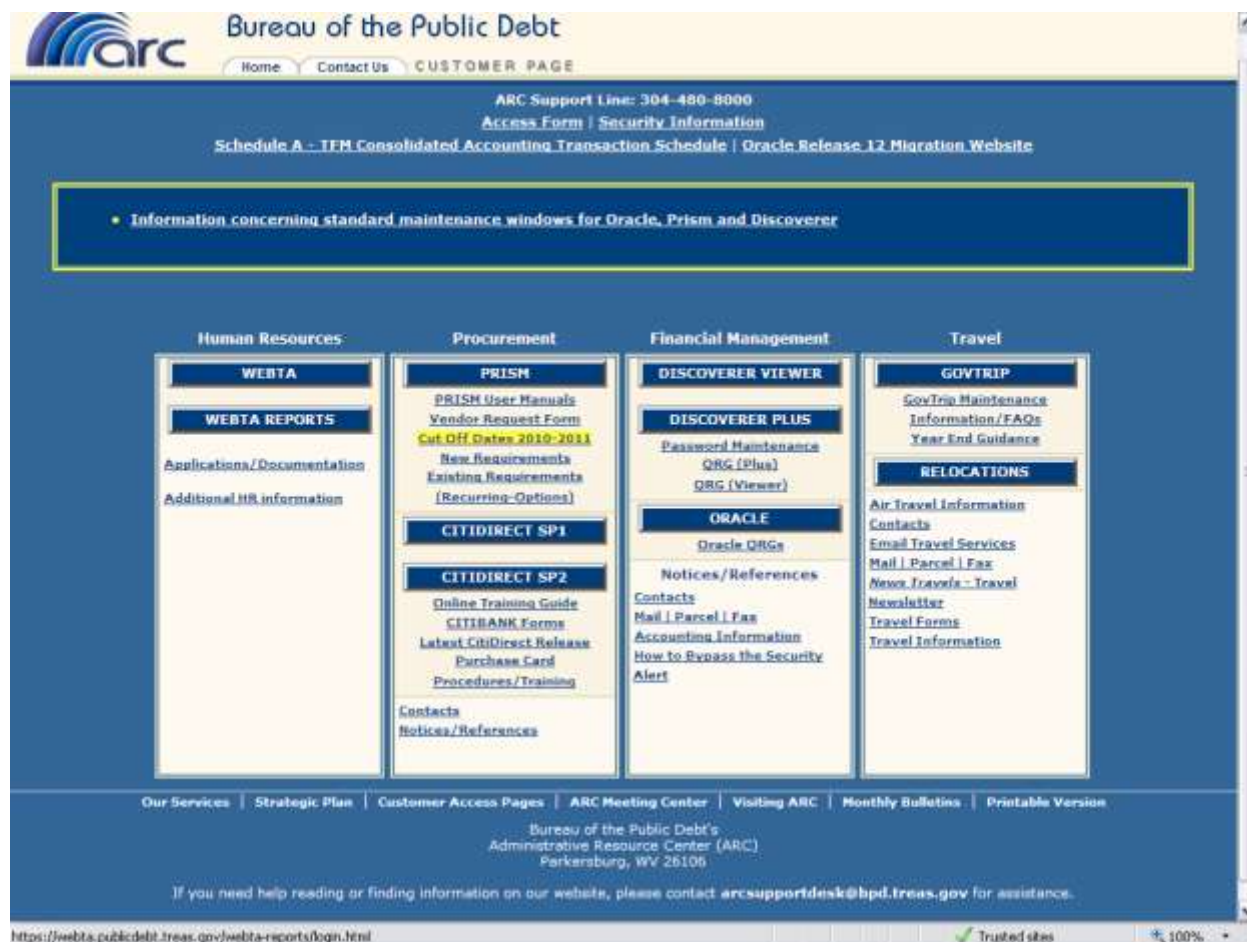 arc
Bureau of the Public Debt
Home
Contact Us
CUSTOMER PAGE
ARC Support Line: 304-480-8000
Access Form | Security Information
Schedule A - TFM Consolidated Accounting Transaction Schedule | Oracle Release 12 Migration Website
• Information concerning standard maintenance windows for Oracle, Prism and Discoverer
Human Resources
WEBTA
WEBTA REPORTS
Applications/Documentation
Additional HR information
Procurement
PRISM
PRISM User Manuals
Vendor Request Form
Cut Off Dates 2010-2011
New Requirements
Existing Requirements
(Recurring-Options)
CITIDIRECT SP1
CITIDIRECT SP2
Online Training Guide
CITIBANK Forms
Latest CitiDirect Release
Purchase Card
Procedures/Training
Contacts
Notices/References
Financial Management
DISCOVERER VIEWER
DISCOVERER PLUS
Password Maintenance
QRG (Plus)
QRG (Viewer)
ORACLE
Oracle QRGs
Notices/References
Contacts
Mail | Parcel | Fax
Accounting Information
How to Bypass the Security
Alert
Travel
GOVTRIP
GovTrip Maintenance
Information/FAQs
Year End Guidance
RELOCATIONS
Air Travel Information
Contacts
Email Travel Services
Mail | Parcel | Fax
News Travels - Travel
Newsletter
Travel Forms
Travel Information
Our Services | Strategic Plan | Customer Access Pages | ARC Meeting Center | Visiting ARC | Monthly Bulletins | Printable Version
Bureau of the Public Debt's
Administrative Resource Center (ARC)
Parkersburg, WV 26106
If you need help reading or finding information on our website, please contact arcsupportdesk@bpd.treas.gov for assistance.
https://webta.publicdebt.treas.gov/webta-reports/login.html
Trusted sites
100%